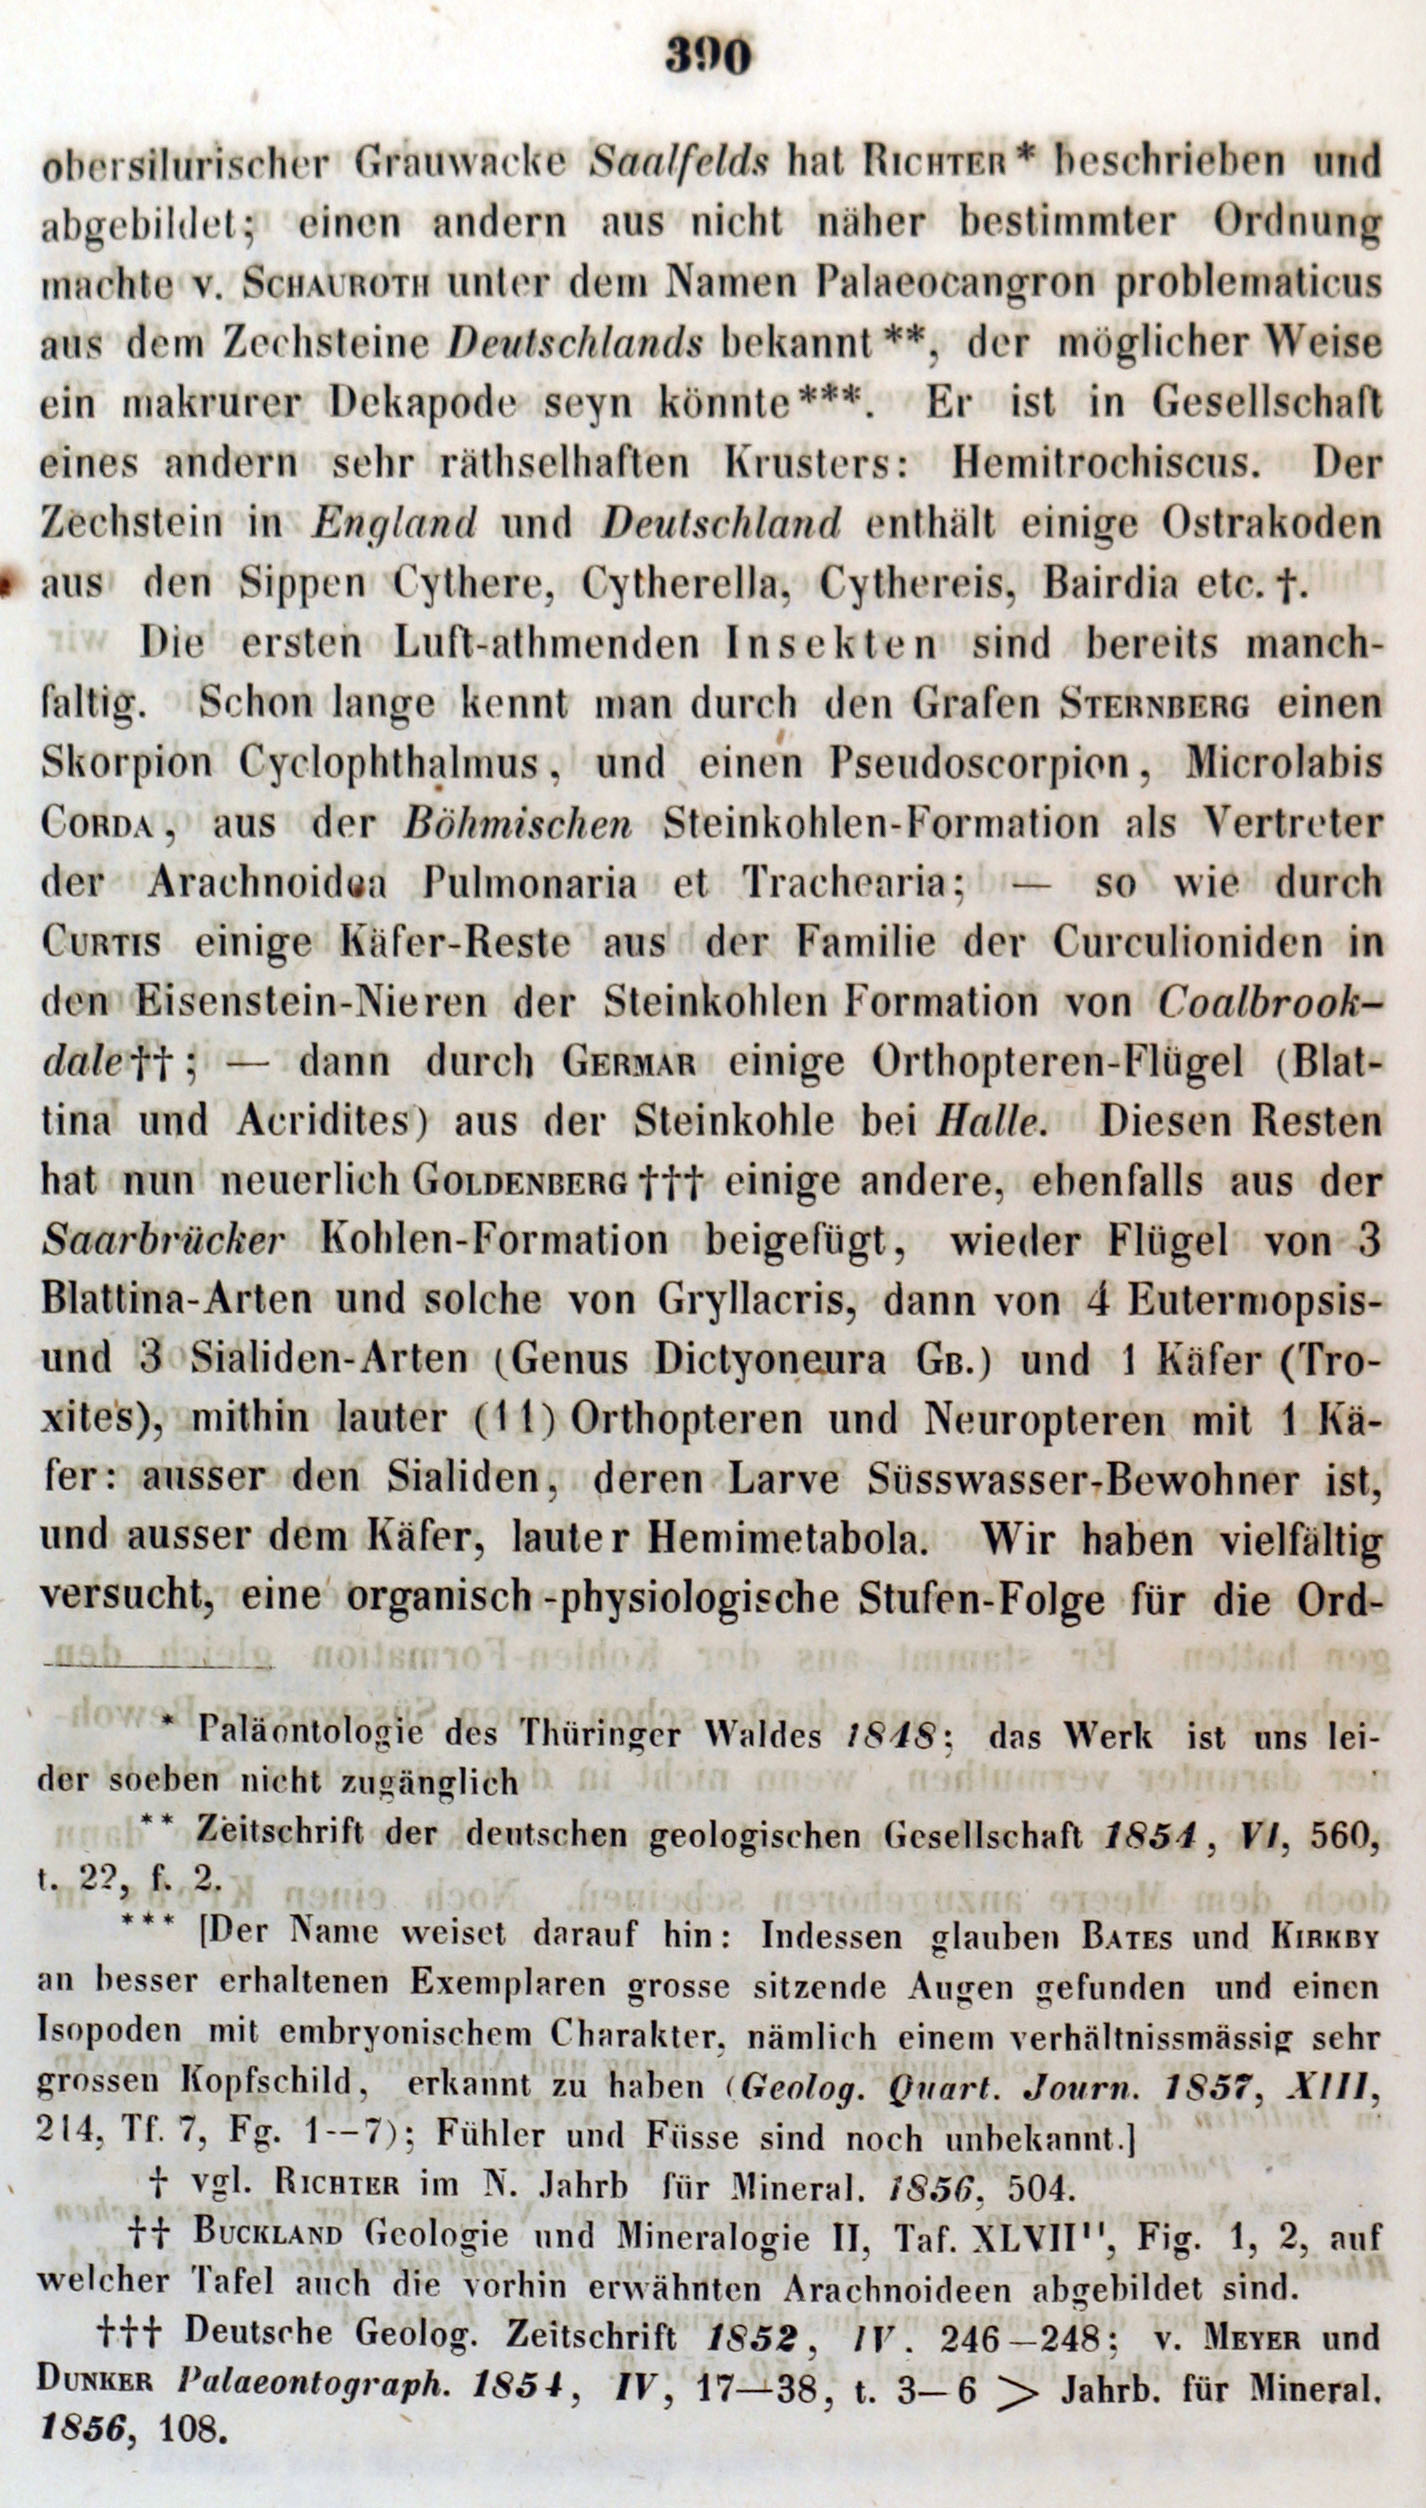 390
obersilurischer Grauwacke Saalfelds hat RICHTER * beschrieben und
abgebildet; einen andern aus nicht näher bestimmter Ordnung
machte v. SCHAUROTH unter dem Namen Palaeocangron problematicus
aus dem Zechsteine Deutschlands bekannt **, der möglicher Weise
ein makrurer Dekapode seyn könnte ***. Er ist in Gesellschaft
eines andern sehr räthselhaften Krusters: Hemitrochiscus. Der
Zechstein in England und Deutschland enthält einige Ostrakoden
aus den Sippen Cythere, Cytherella, Cythereis, Bairdia etc. †.
Die ersten Luft-athmenden Insekten sind bereits manch-
faltig. Schon lange kennt man durch den Grafen STERNBERG einen
Skorpion Cyclophthalmus, und einen Pseudoscorpion, Microlabis
CORDA, aus der Böhmischen Steinkohlen-Formation als Vertreter
der Arachnoidea Pulmonaria et Trachearia; — so wie durch
CURTIS einige Käfer-Reste aus der Familie der Curculioniden in
den Eisenstein-Nieren der Steinkohlen Formation von Coalbrook-
dale ††; — dann durch GERMAR einige Orthopteren-Flügel (Blat-
tina und Acridites) aus der Steinkohle bei Halle. Diesen Resten
hat nun neuerlich GOLDENBERG ††† einige andere, ebenfalls aus der
Saarbrücker Kohlen-Formation beigefügt, wieder Flügel von 3
Blattina-Arten und solche von Gryllacris, dann von 4 Eutermopsis-
und 3 Sialiden-Arten (Genus Dictyoneura GB.) und 1 Käfer (Tro-
xites), mithin lauter (11) Orthopteren und Neuropteren mit 1 Kä-
fer: ausser den Sialiden, deren Larve Süsswasser-Bewohner ist,
und ausser dem Käfer, lauter Hemimetabola. Wir haben vielfältig
versucht, eine organisch-physiologische Stufen-Folge für die Ord-
* Paläontologie des Thüringer Waldes 1848; das Werk ist uns lei-
der soeben nicht zugänglich
** Zeitschrift der deutschen geologischen Gesellschaft 1854, VI, 560,
t. 22, f. 2.
*** [Der Name weiset darauf hin: Indessen glauben BATES und KIRKBY
an besser erhaltenen Exemplaren grosse sitzende Augen gefunden und einen
Isopoden mit embryonischem Charakter, nämlich einem verhältnissmässig sehr
grossen Kopfschild, erkannt zu haben (Geolog. Quart. Journ. 1857, XIII,
214, Tf. 7, Fg. 1--7); Fühler und Füsse sind noch unbekannt.]
† vgl. RICHTER im N. Jahrb für Mineral. 1856, 504.
†† BUCKLAND Geologie und Mineralogie II, Taf. XLVII'', Fig. 1, 2, auf
welcher Tafel auch die vorhin erwähnten Arachnoideen abgebildet sind.
††† Deutsche Geolog. Zeitschrift 1852, IV. 246—248; v. MEYER und
DUNKER Palaeontograph. 1854, IV, 17—38, t. 3—6 > Jahrb. für Mineral.
1856, 108.